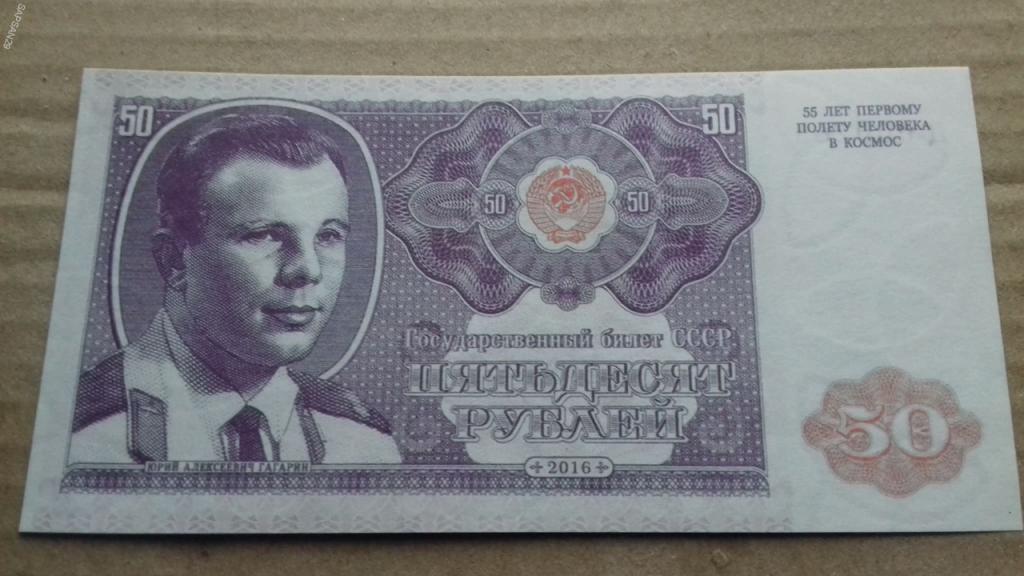 SAPSAN29
50
50
55 ЛЕТ ПЕРВОМУ
ПОЛЕТУ ЧЕЛОВЕКА
В КОСМОС
50
50
Государственный билет СССР
ПЯТЬДЕСЯТ
РУБЛЕЙ
50
ЮРИЙ АЛЕКСЕЕВИЧ ГАГАРИН
2016